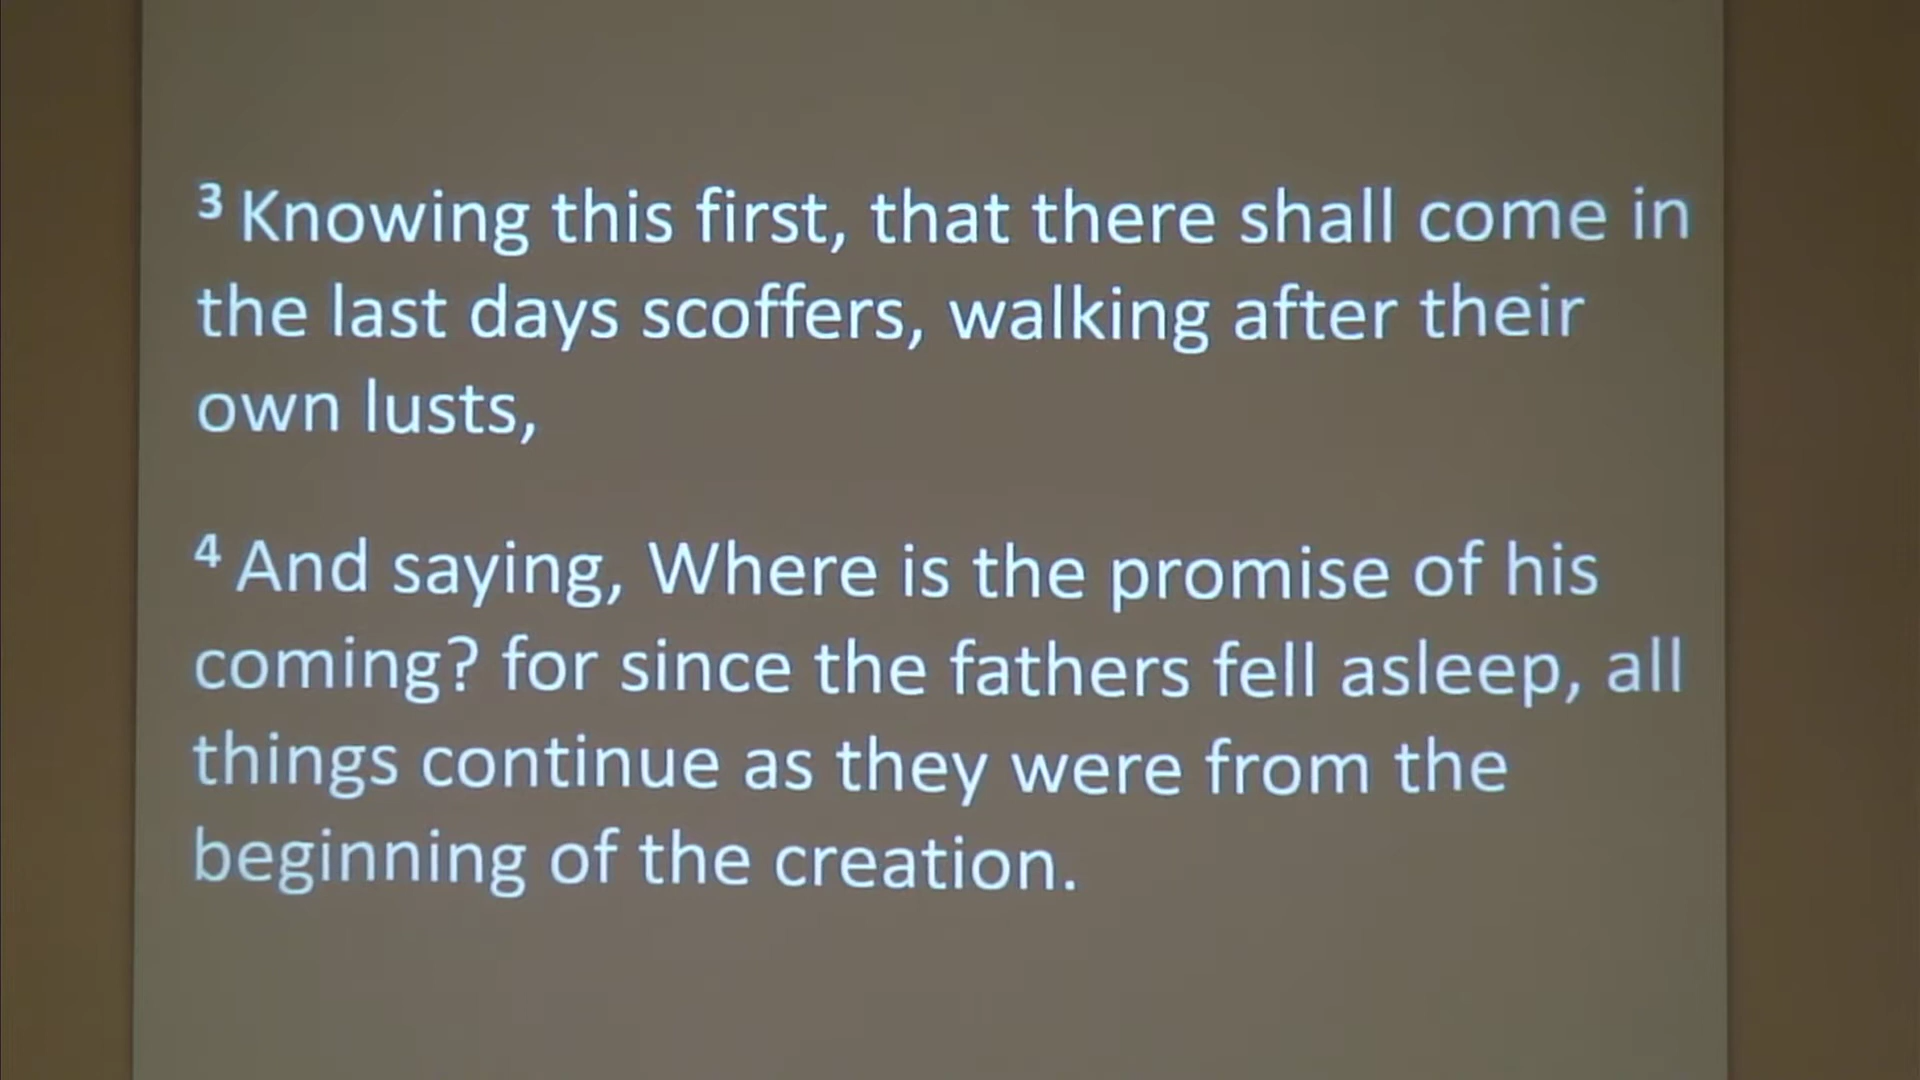 3 Knowing this first, that there shall come in
the last days scoffers, walking after their
own lusts,
4 And saying, Where is the promise of his
coming? for since the fathers fell asleep, all
things continue as they were from the
beginning of the creation.